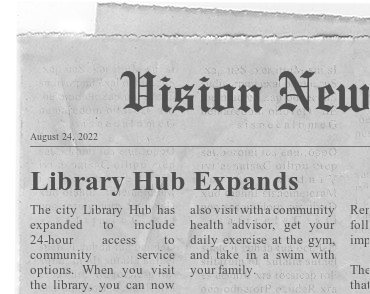 Vision New
August 24, 2022
Library Hub Expands
The city Library Hub has
expanded to include
24-hour access to
community service
options. When you visit
the library, you can now
also visit with a community
health advisor, get your
daily exercise at the gym,
and take in a swim with
your family.
Rem
foll
imp
The
that